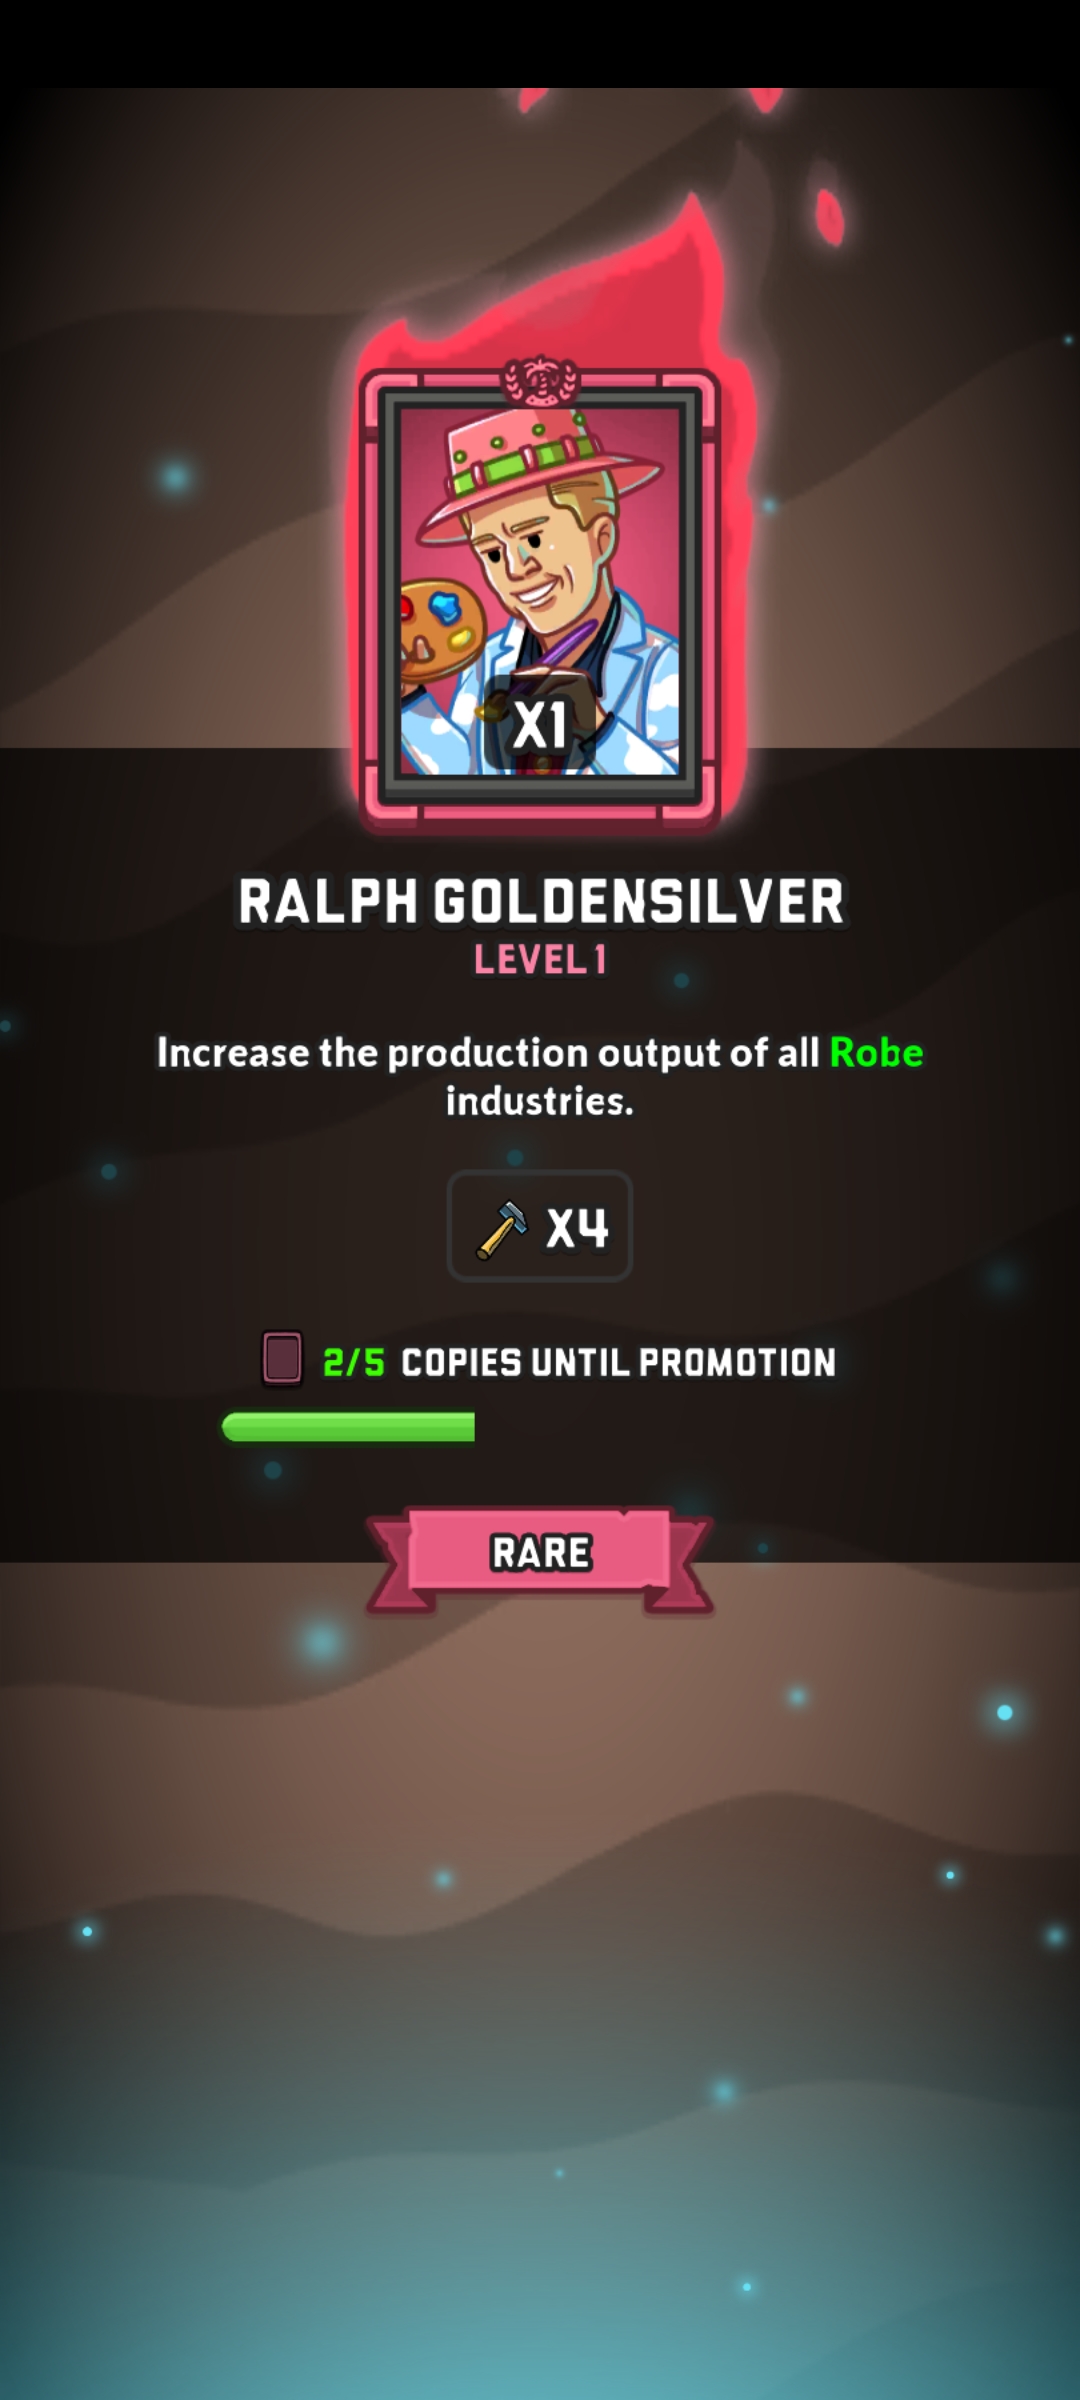 X1
RALPH GOLDENSILVER
LEVEL 1
Increase the production output of all Robe
industries.
X4
2/5 COPIES UNTIL PROMOTION
RARE